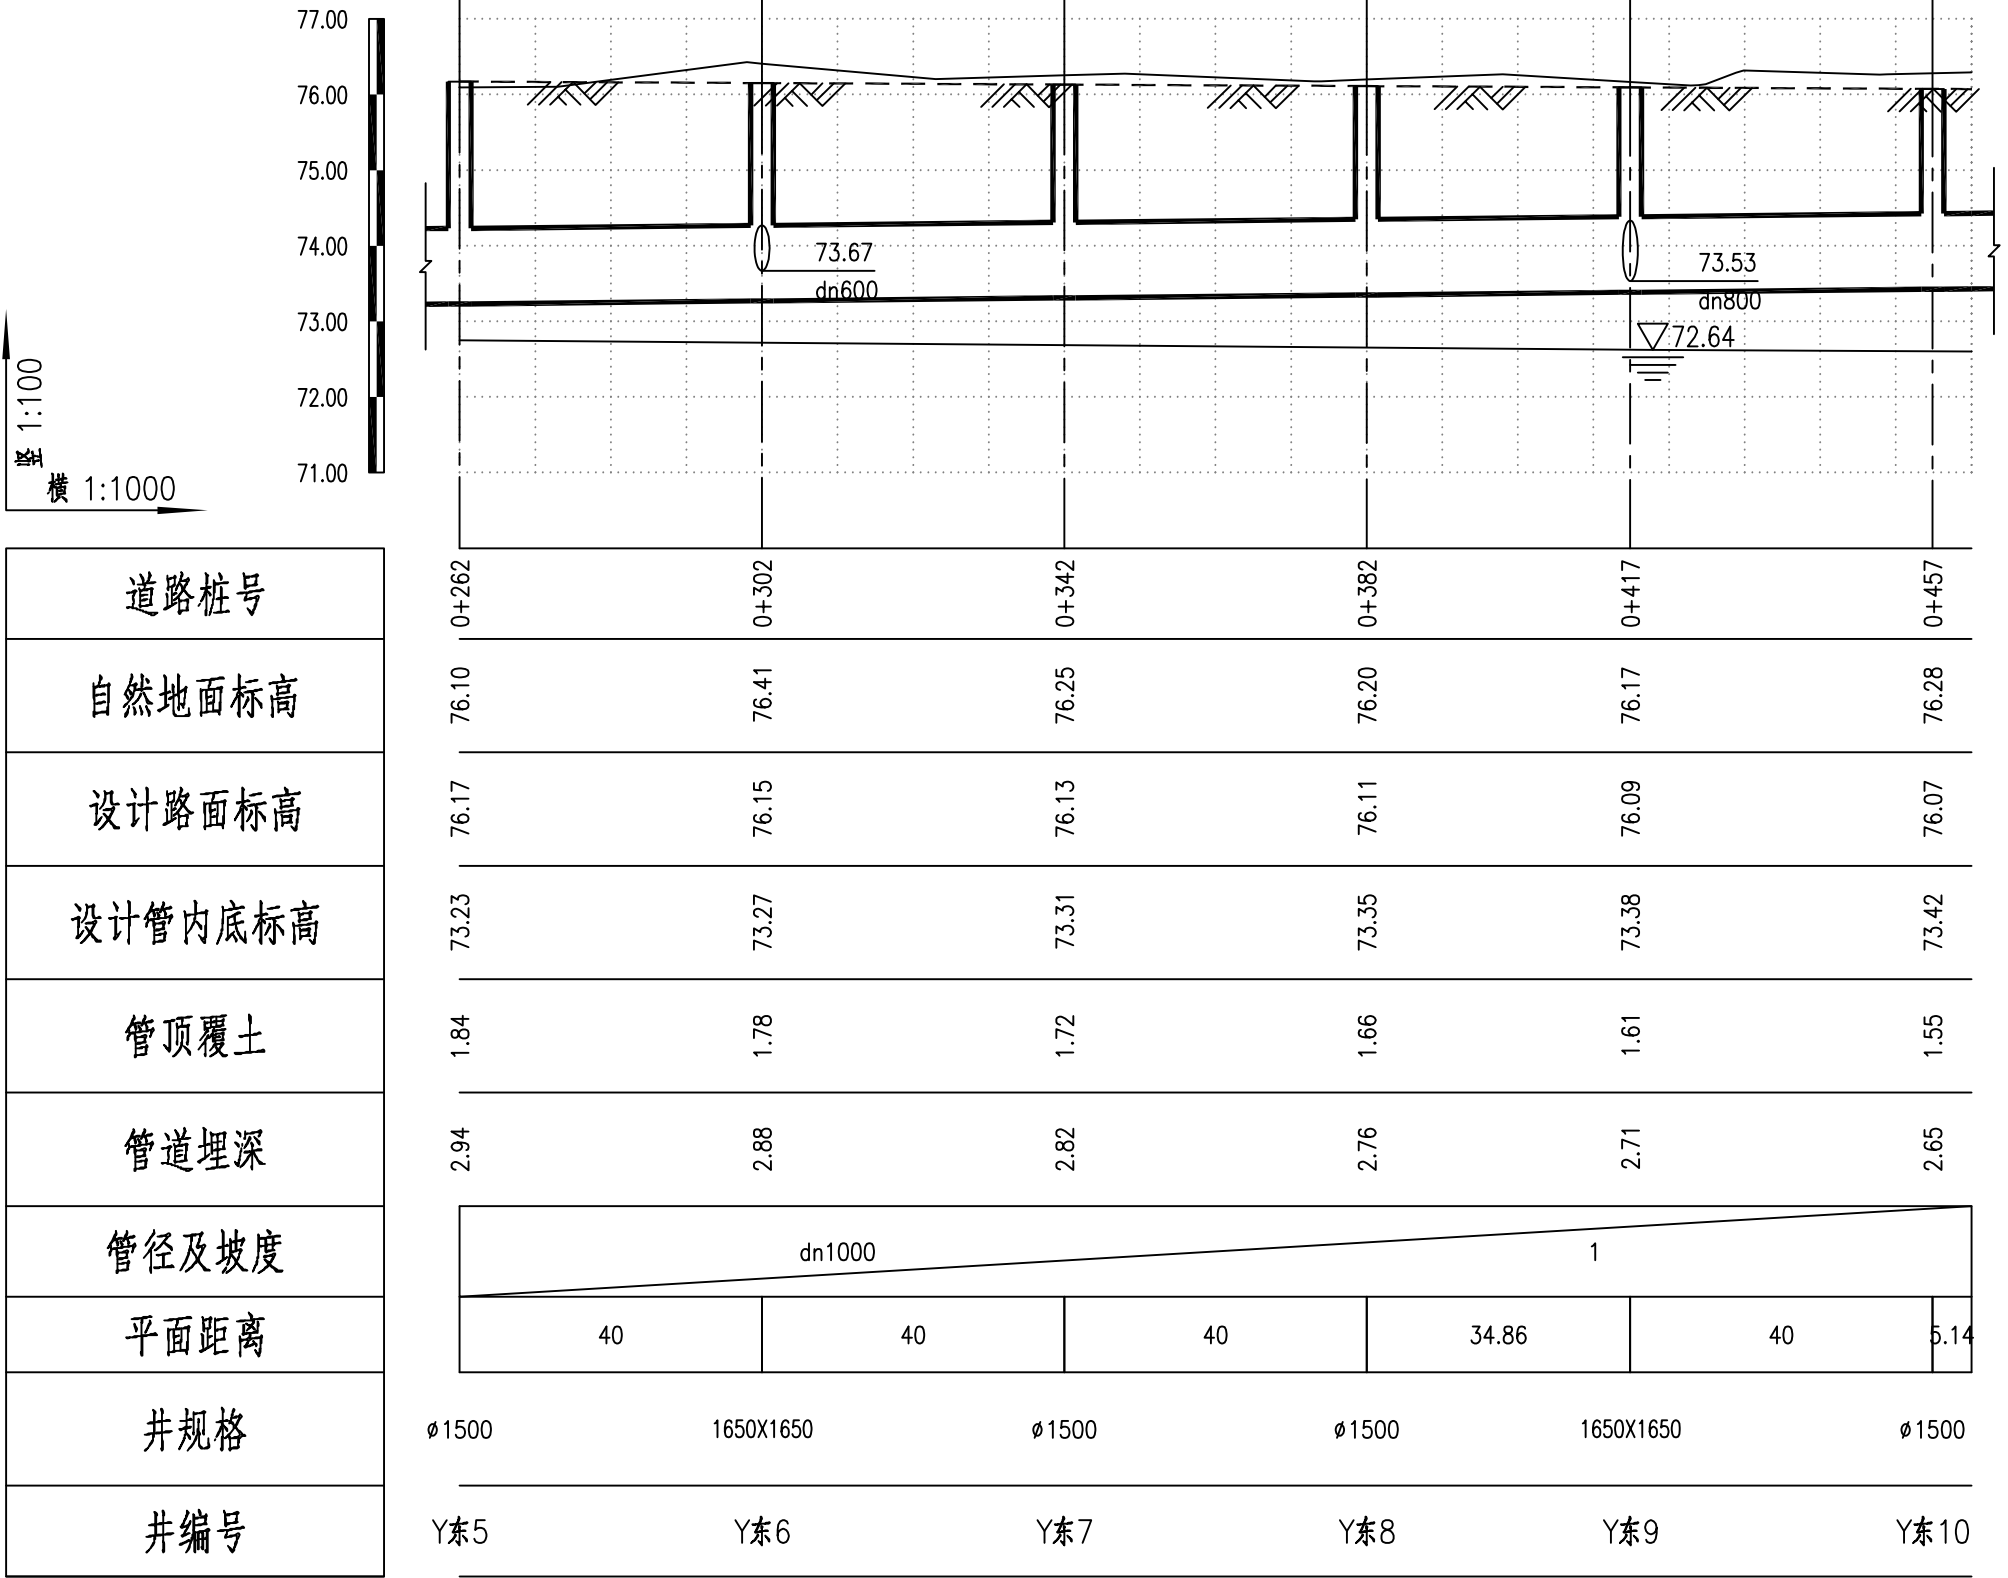 77.00
76.00
75.00
74.00
73.00
72.00
71.00
73.67
dn600
73.53
dn800
72.64
竖 1:100
横 1:1000
道路桩号 0+262 0+302 0+342 0+382 0+417 0+457
自然地面标高 76.10 76.41 76.25 76.20 76.17 76.28
设计路面标高 76.17 76.15 76.13 76.11 76.09 76.07
设计管内底标高 73.23 73.27 73.31 73.35 73.38 73.42
管顶覆土 1.84 1.78 1.72 1.66 1.61 1.55
管道埋深 2.94 2.88 2.82 2.76 2.71 2.65
管径及坡度 dn1000 1
平面距离 40 40 40 34.86 40 5.14
井规格 ø1500 1650X1650 ø1500 ø1500 1650X1650 ø1500
井编号 Y东5 Y东6 Y东7 Y东8 Y东9 Y东10